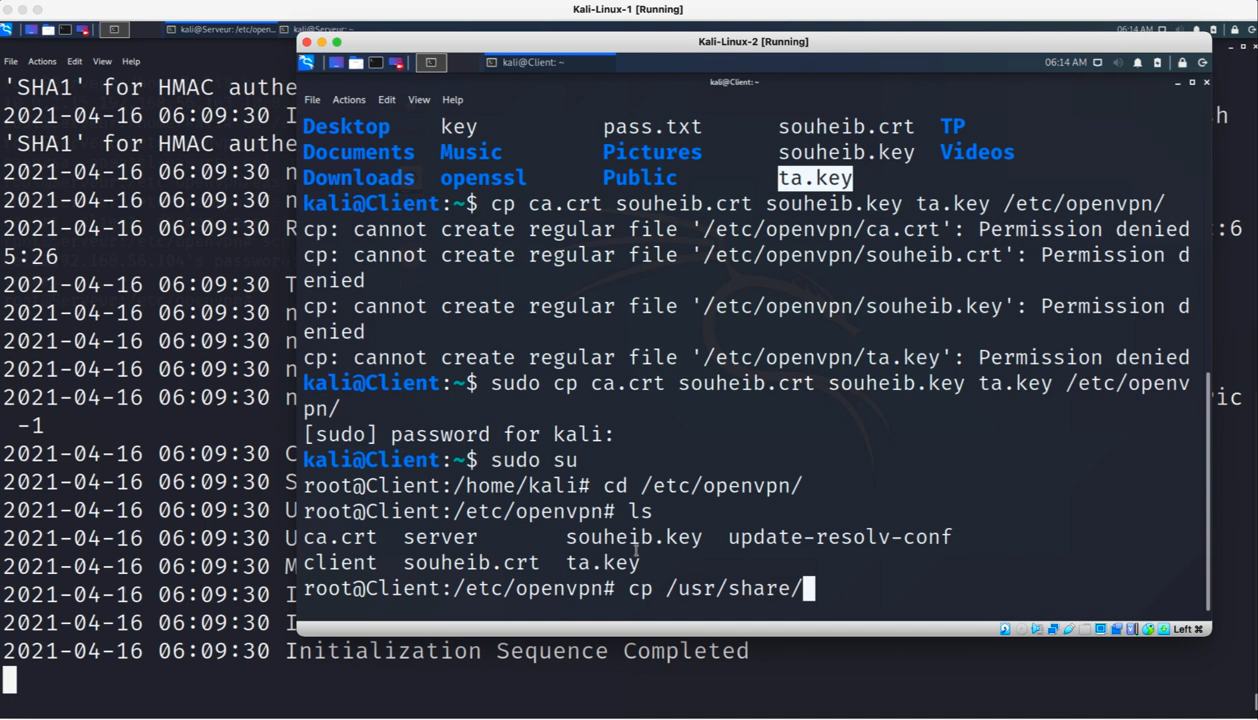 Kali-Linux-1 [Running]
kali@Serveur: /etc/open...
kali@Serveur: ~
06:14 AM
File Actions Edit View Help
'SHA1' for HMAC authe
2021-04-16 06:09:30 I
'SHA1' for HMAC authe
2021-04-16 06:09:30 n
2021-04-16 06:09:30 n
2021-04-16 06:09:30 R
:6
5:26
2021-04-16 06:09:30 T
2021-04-16 06:09:30 n
2021-04-16 06:09:30 n
2021-04-16 06:09:30 n
ic
-1
2021-04-16 06:09:30 C
2021-04-16 06:09:30 S
2021-04-16 06:09:30 U
2021-04-16 06:09:30 U
2021-04-16 06:09:30 M
2021-04-16 06:09:30 I
2021-04-16 06:09:30 I
2021-04-16 06:09:30 Initialization Sequence Completed
Kali-Linux-2 [Running]
kali@Client: ~
06:14 AM
kali@Client: ~
File Actions Edit View Help
Desktop key pass.txt souheib.crt TP
Documents Music Pictures souheib.key Videos
Downloads openssl Public ta.key
kali@Client:~$ cp ca.crt souheib.crt souheib.key ta.key /etc/openvpn/
cp: cannot create regular file '/etc/openvpn/ca.crt': Permission denied
cp: cannot create regular file '/etc/openvpn/souheib.crt': Permission d
enied
cp: cannot create regular file '/etc/openvpn/souheib.key': Permission d
enied
cp: cannot create regular file '/etc/openvpn/ta.key': Permission denied
kali@Client:~$ sudo cp ca.crt souheib.crt souheib.key ta.key /etc/openv
pn/
[sudo] password for kali:
kali@Client:~$ sudo su
root@Client:/home/kali# cd /etc/openvpn/
root@Client:/etc/openvpn# ls
ca.crt server souheib.key update-resolv-conf
client souheib.crt ta.key
root@Client:/etc/openvpn# cp /usr/share/
Left ⌘